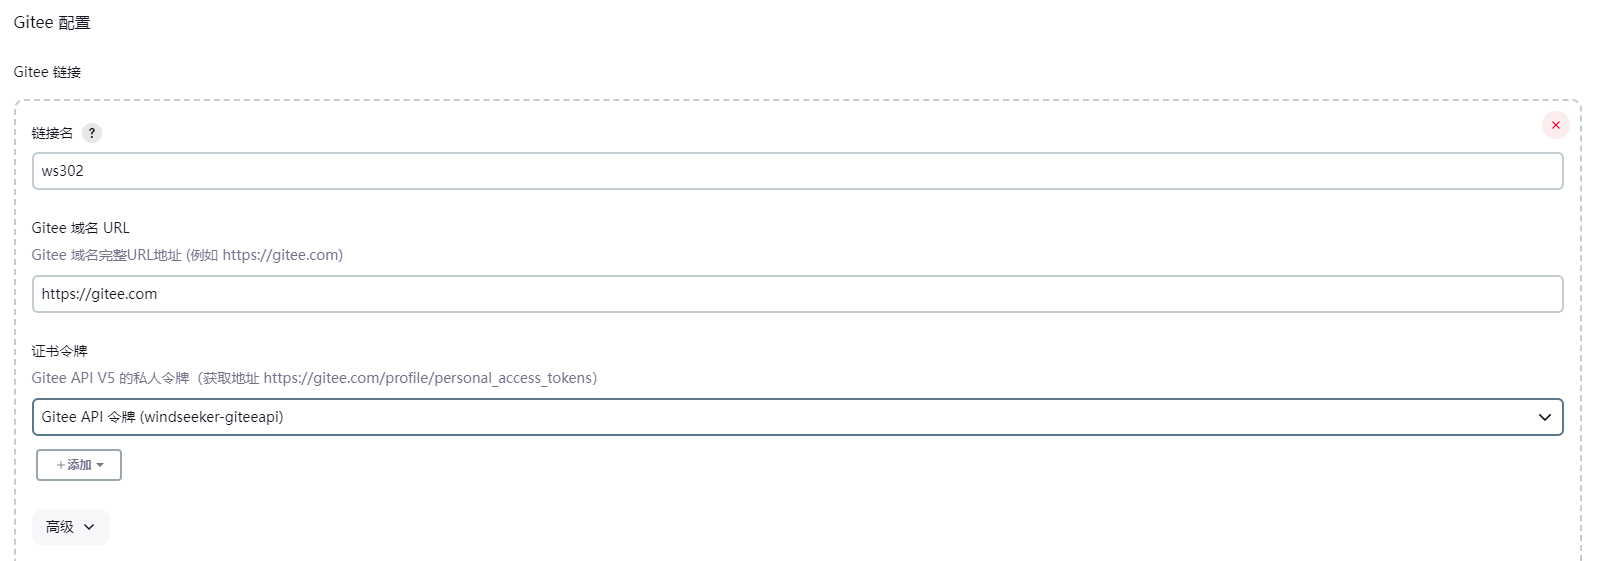 Gitee 配置
Gitee 链接
链接名 ?
ws302
Gitee 域名 URL
Gitee 域名完整URL地址 (例如 https://gitee.com)
https://gitee.com
证书令牌
Gitee API V5 的私人令牌（获取地址 https://gitee.com/profile/personal_access_tokens）
Gitee API 令牌 (windseeker-giteeapi)
+添加
高级